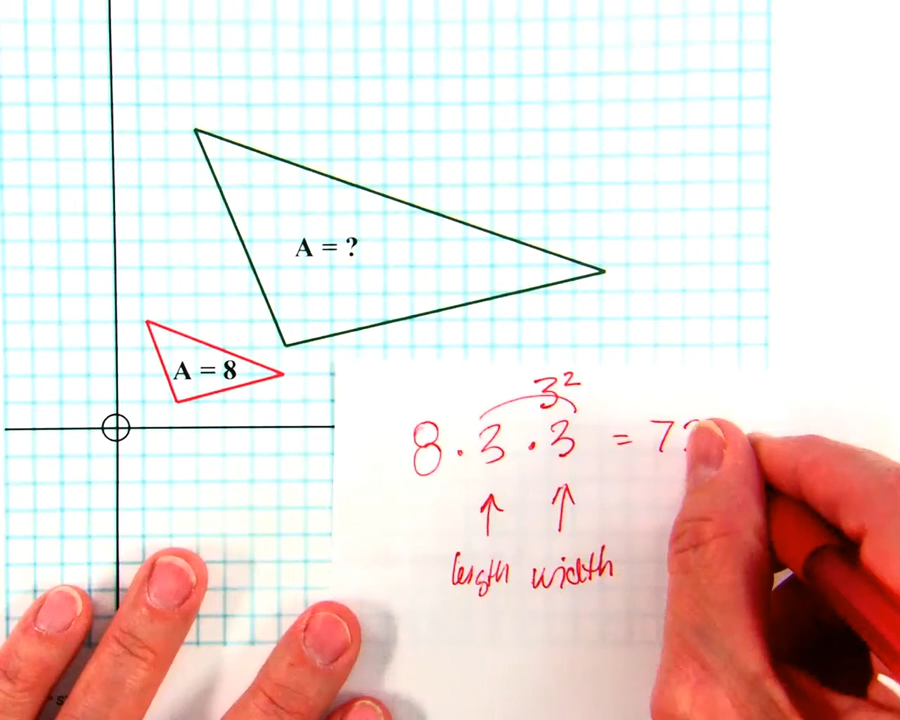 A = ?
A = 8
3²
8 · 3 · 3 = 7
length width